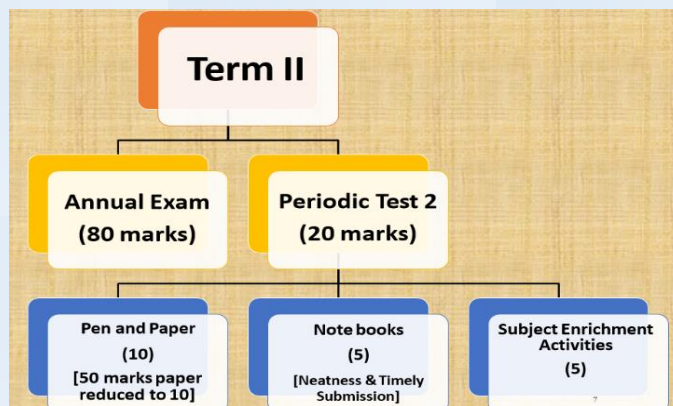 Term II
Annual Exam
(80 marks)
Periodic Test 2
(20 marks)
Pen and Paper
(10)
[50 marks paper
reduced to 10]
Note books
(5)
[Neatness & Timely
Submission]
Subject Enrichment
Activities
(5)
7